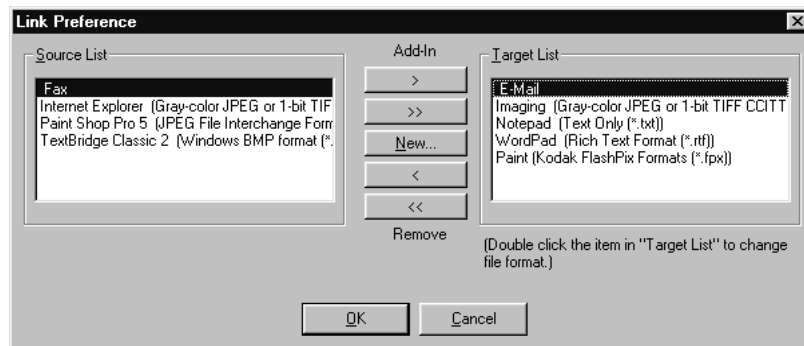 Link Preference
Source List
Fax
Internet Explorer (Gray-color JPEG or 1-bit TIF
Paint Shop Pro 5 (JPEG File Interchange Form
TextBridge Classic 2 (Windows BMP format (*.
Add-In
>
>>
New...
<
<<
Remove
Target List
E-Mail
Imaging (Gray-color JPEG or 1-bit TIFF CCITT
Notepad (Text Only (*.txt))
WordPad (Rich Text Format (*.rtf))
Paint (Kodak FlashPix Formats (*.fpx))
(Double click the item in "Target List" to change
file format.)
OK
Cancel